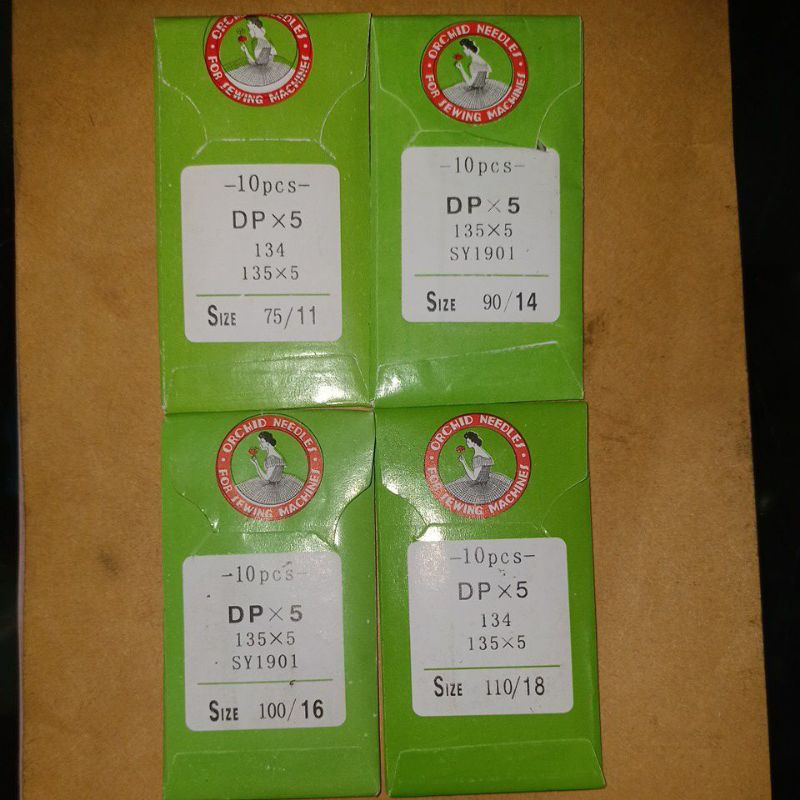 ORCHID NEEDLES
FOR SEWING MACHINES
-10pcs-
DP×5
134
135×5
SIZE 75/11
ORCHID NEEDLES
FOR SEWING MACHINES
-10pcs-
DP×5
135×5
SY1901
SIZE 90/14
ORCHID NEEDLES
FOR SEWING MACHINES
-10pcs-
DP×5
135×5
SY1901
SIZE 100/16
ORCHID NEEDLES
FOR SEWING MACHINES
-10pcs-
DP×5
134
135×5
SIZE 110/18